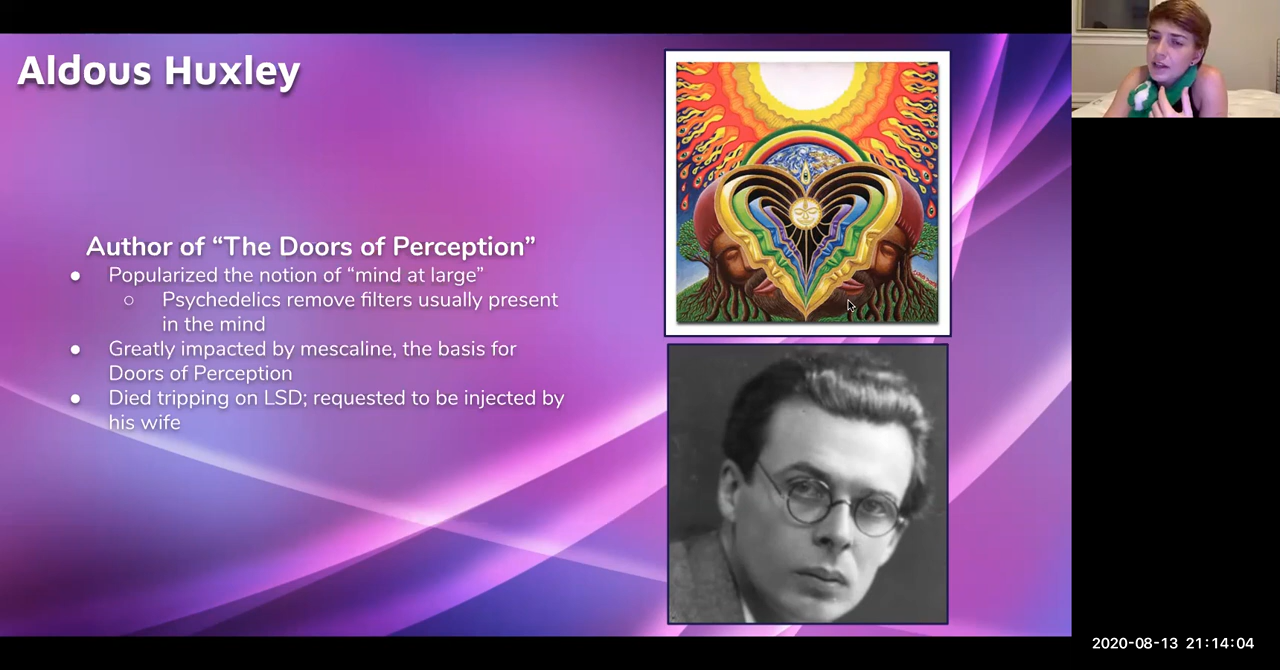 Aldous Huxley
Author of “The Doors of Perception”
● Popularized the notion of “mind at large”
○ Psychedelics remove filters usually present
in the mind
● Greatly impacted by mescaline, the basis for
Doors of Perception
● Died tripping on LSD; requested to be injected by
his wife
2020-08-13 21:14:04